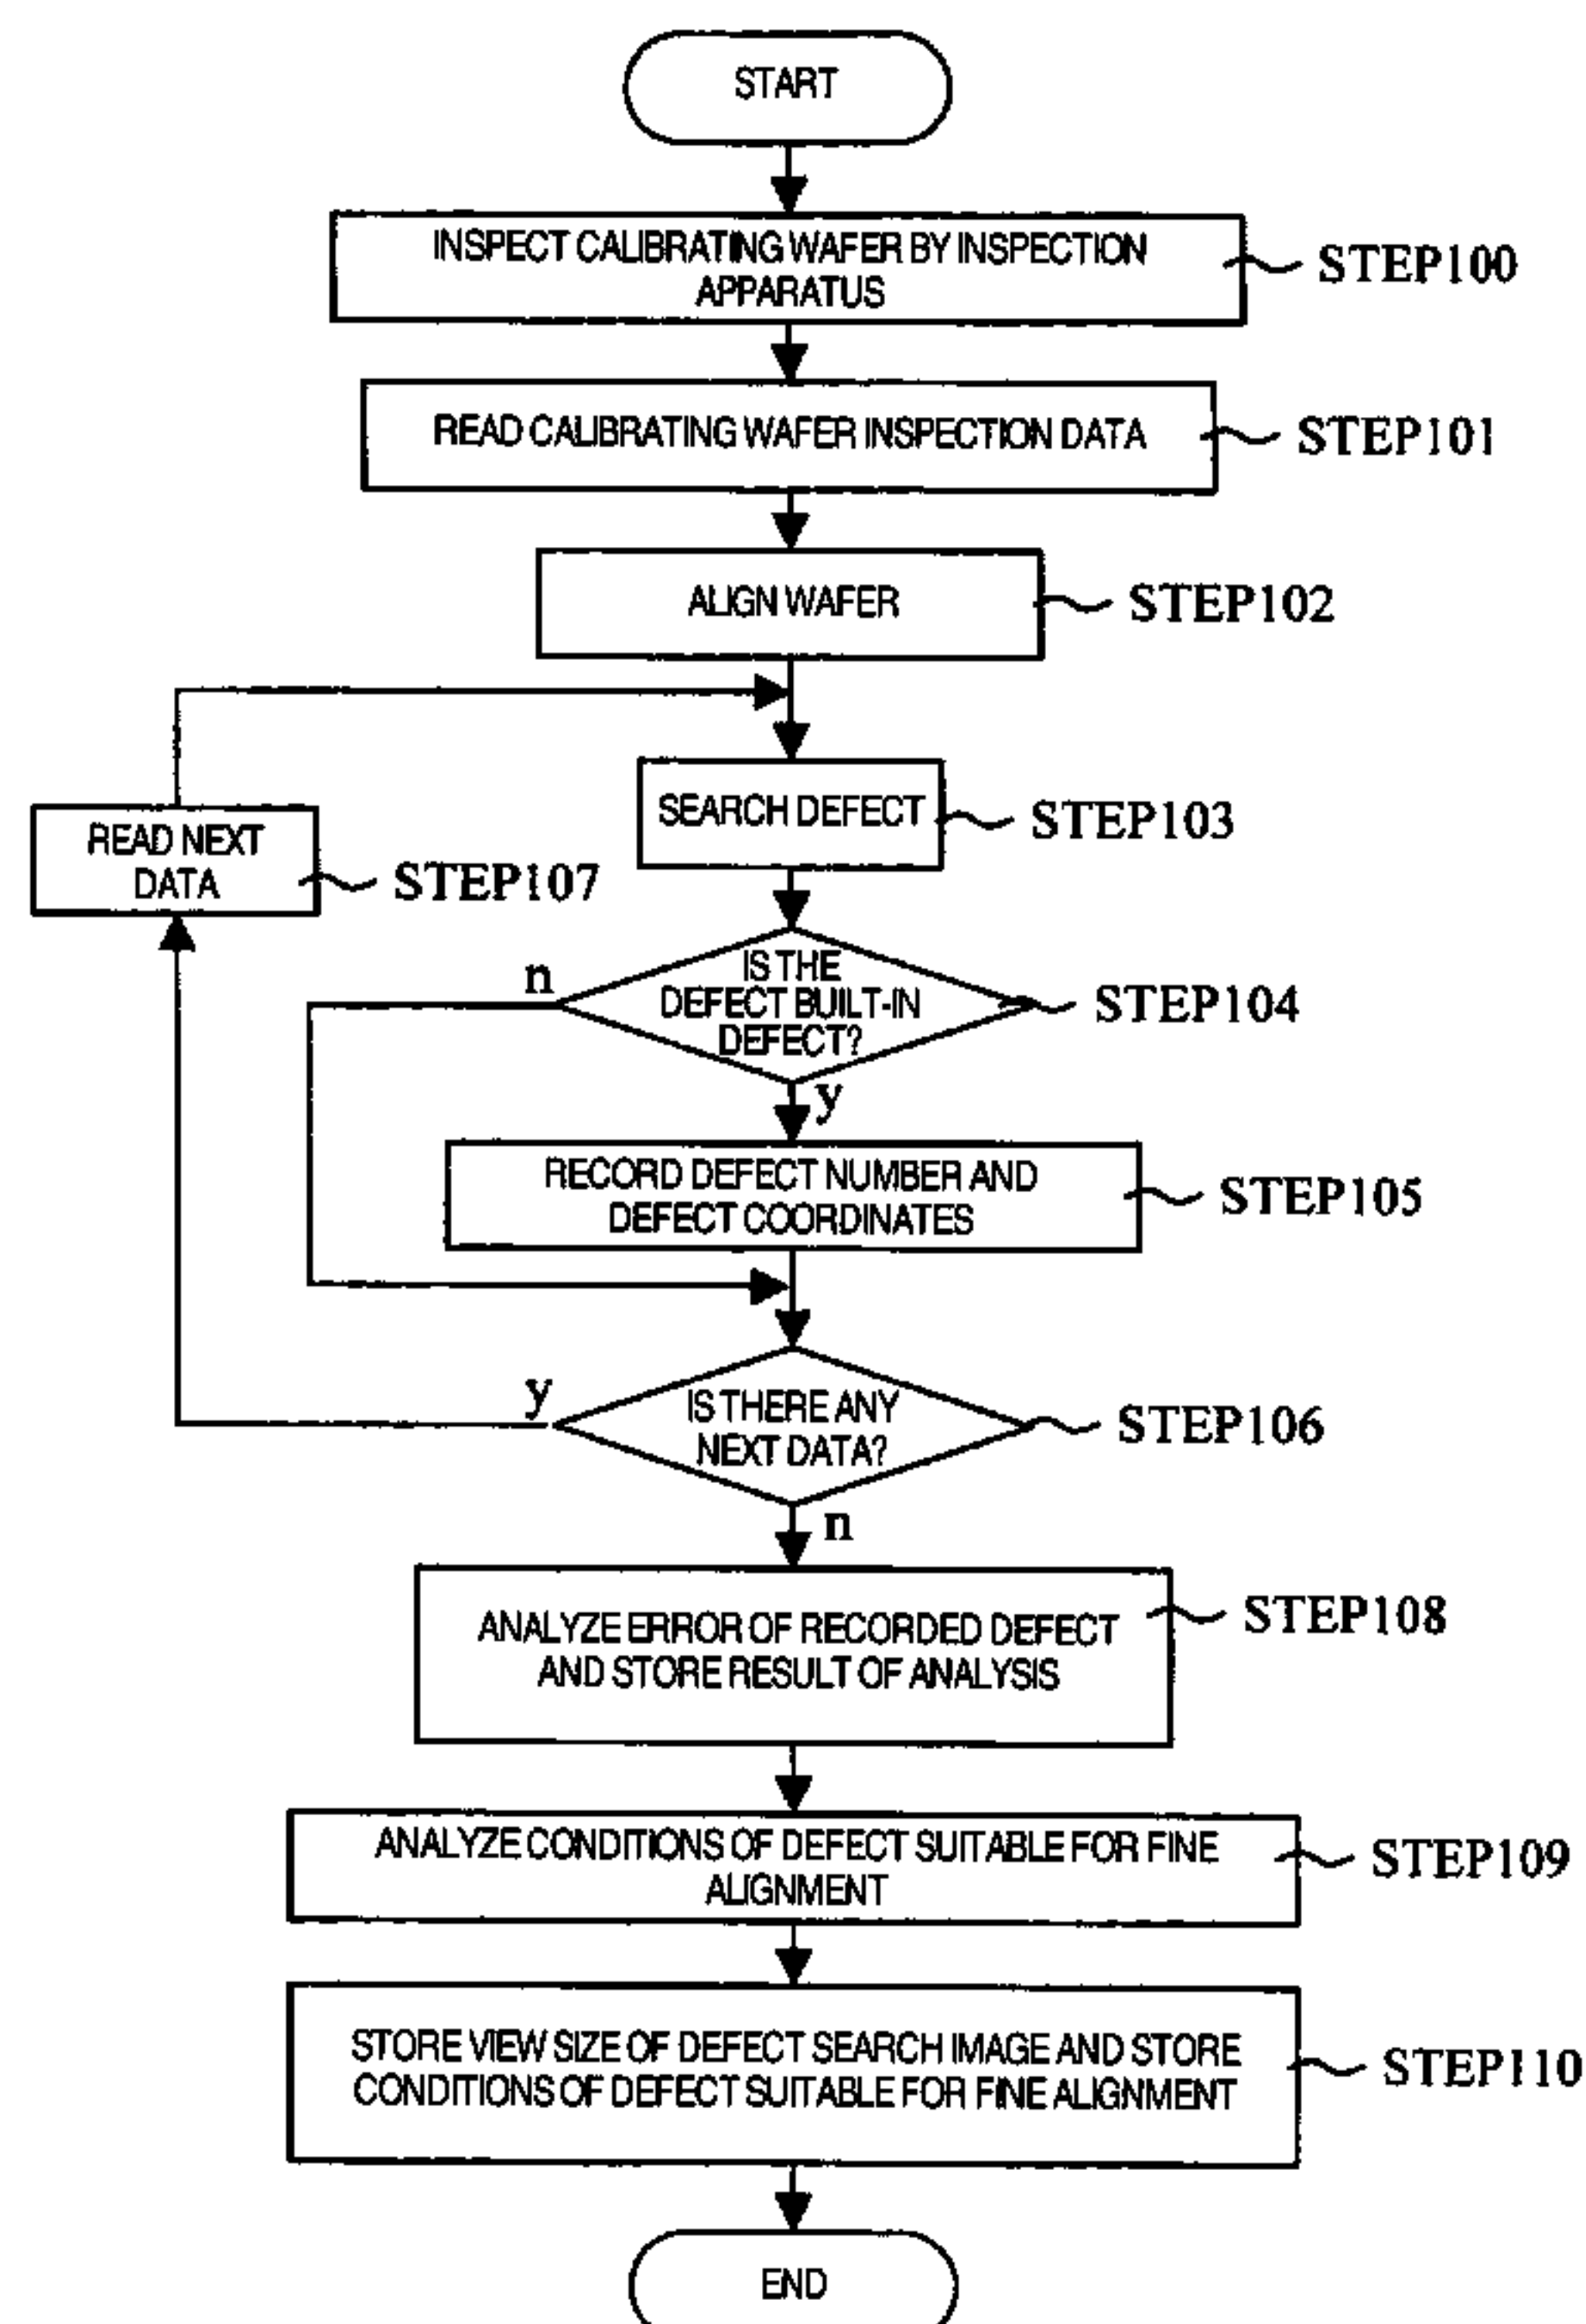 START
INSPECT CALIBRATING WAFER BY INSPECTION
APPARATUS
STEP100
READ CALIBRATING WAFER INSPECTION DATA
STEP101
ALIGN WAFER
STEP102
SEARCH DEFECT
STEP103
READ NEXT
DATA
STEP107
n
IS THE
DEFECT BUILT-IN
DEFECT?
STEP104
y
RECORD DEFECT NUMBER AND
DEFECT COORDINATES
STEP105
y
IS THERE ANY
NEXT DATA?
STEP106
n
ANALYZE ERROR OF RECORDED DEFECT
AND STORE RESULT OF ANALYSIS
STEP108
ANALYZE CONDITIONS OF DEFECT SUITABLE FOR FINE
ALIGNMENT
STEP109
STORE VIEW SIZE OF DEFECT SEARCH IMAGE AND STORE
CONDITIONS OF DEFECT SUITABLE FOR FINE ALIGNMENT
STEP110
END